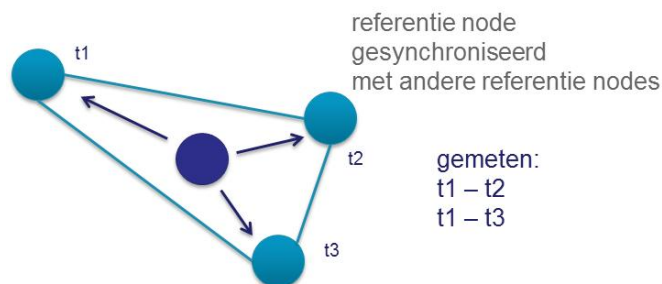 t1
referentie node
gesynchroniseerd
met andere referentie nodes
t2
gemeten:
t1 – t2
t1 – t3
t3